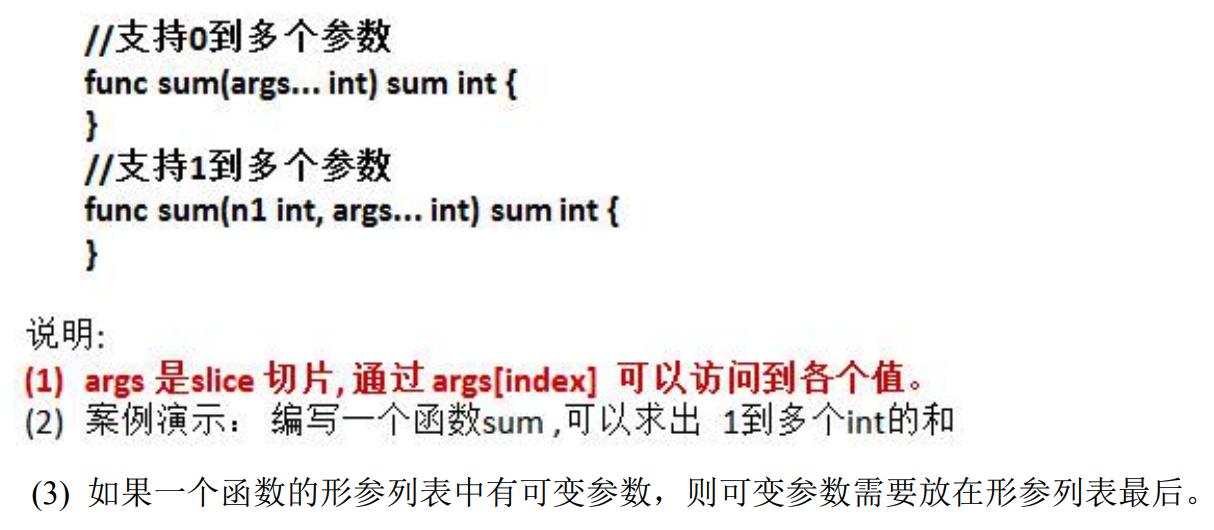 //支持0到多个参数
func sum(args... int) sum int {
}
//支持1到多个参数
func sum(n1 int, args... int) sum int {
}
说明:
(1) args 是slice 切片,通过 args[index] 可以访问到各个值。
(2) 案例演示： 编写一个函数sum ,可以求出 1到多个int的和
(3) 如果一个函数的形参列表中有可变参数，则可变参数需要放在形参列表最后。